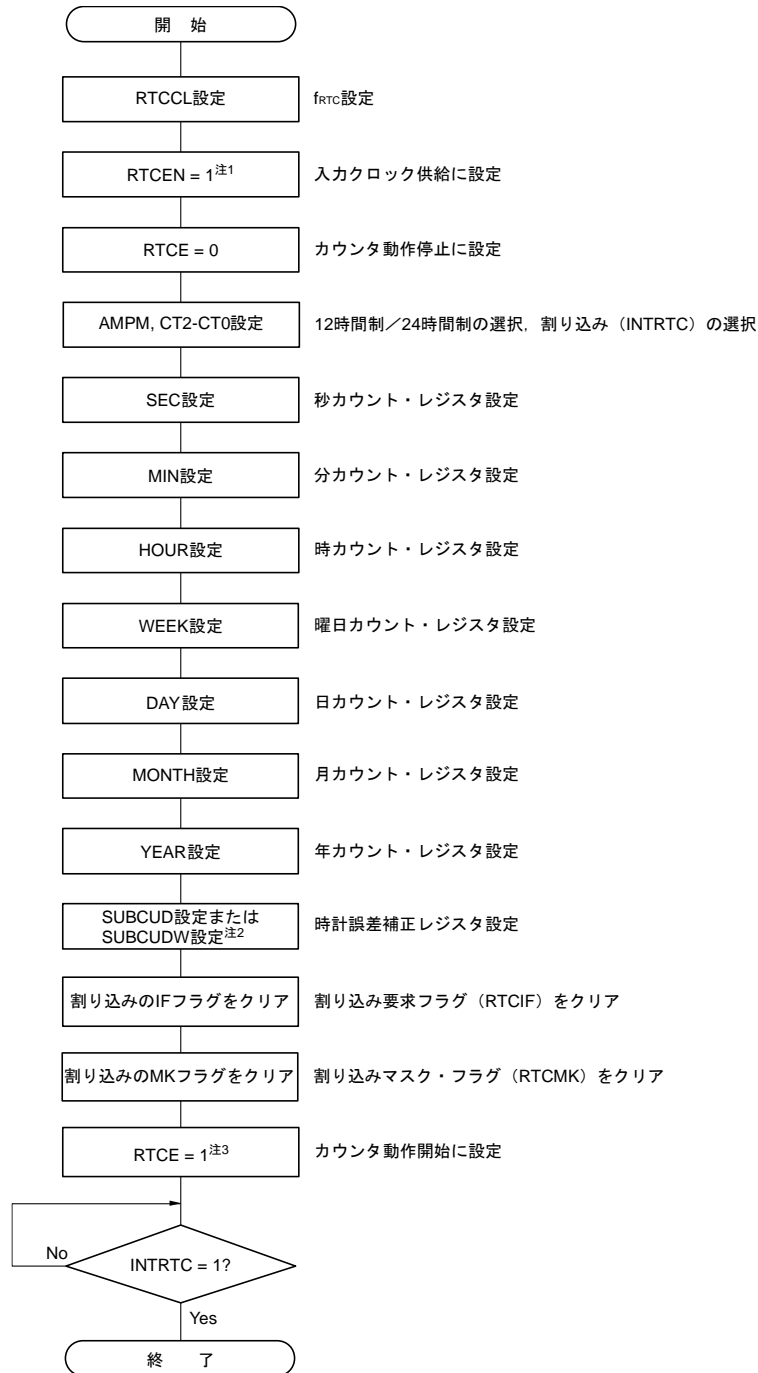 開 始
RTCCL設定
fRTC設定
RTCEN = 1注1
入力クロック供給に設定
RTCE = 0
カウンタ動作停止に設定
AMPM, CT2-CT0設定
12時間制／24時間制の選択，割り込み（INTRTC）の選択
SEC設定
秒カウント・レジスタ設定
MIN設定
分カウント・レジスタ設定
HOUR設定
時カウント・レジスタ設定
WEEK設定
曜日カウント・レジスタ設定
DAY設定
日カウント・レジスタ設定
MONTH設定
月カウント・レジスタ設定
YEAR設定
年カウント・レジスタ設定
SUBCUD設定または
SUBCUDW設定注2
時計誤差補正レジスタ設定
割り込みのIFフラグをクリア
割り込み要求フラグ（RTCIF）をクリア
割り込みのMKフラグをクリア
割り込みマスク・フラグ（RTCMK）をクリア
RTCE = 1注3
カウンタ動作開始に設定
No
INTRTC = 1?
Yes
終 了